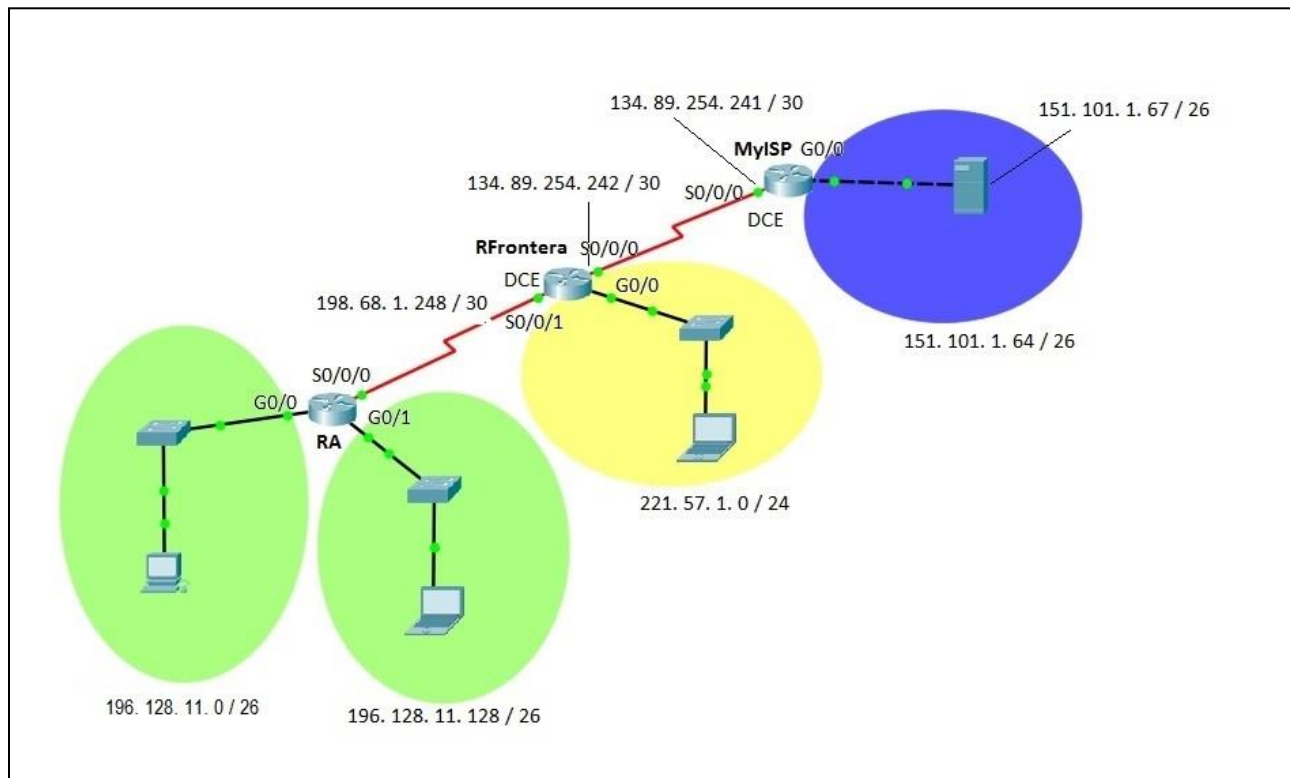 134. 89. 254. 241 / 30
151. 101. 1. 67 / 26
MyISP G0/0
134. 89. 254. 242 / 30
S0/0/0
DCE
RFrontera S0/0/0
DCE
G0/0
198. 68. 1. 248 / 30
S0/0/1
151. 101. 1. 64 / 26
S0/0/0
G0/0
G0/1
RA
221. 57. 1. 0 / 24
196. 128. 11. 0 / 26
196. 128. 11. 128 / 26